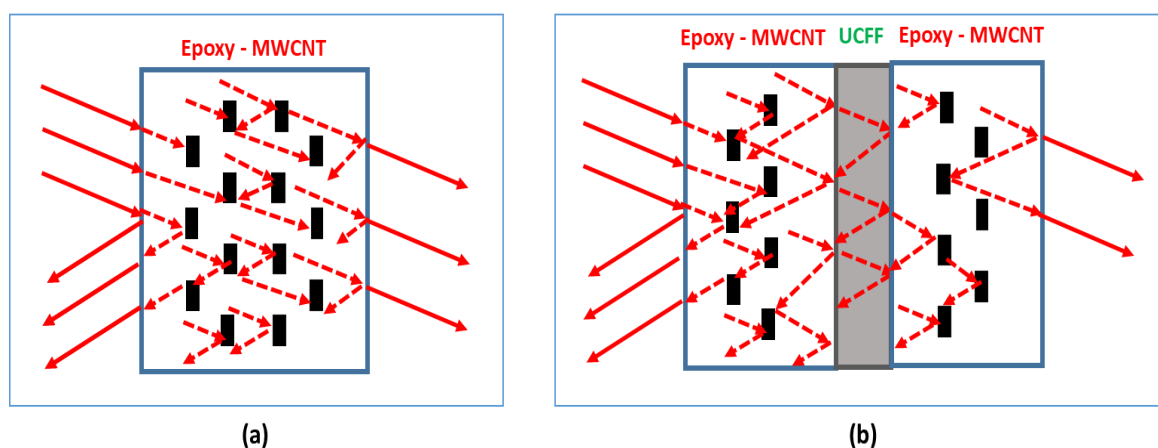 Epoxy - MWCNT
Epoxy - MWCNT UCFF Epoxy - MWCNT
(a)
(b)